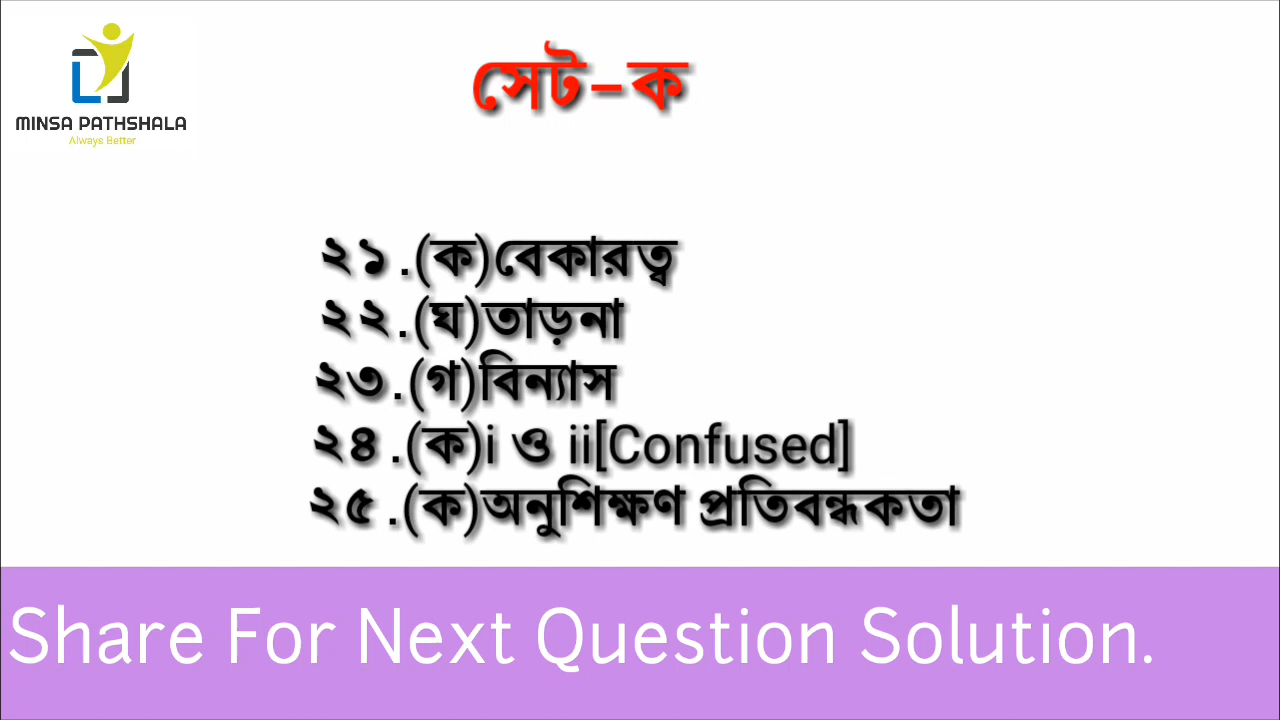 MINSA PATHSHALA
Always Better
সেট-ক
২১.(ক)বেকারত্ব
২২.(ঘ)তাড়না
২৩.(গ)বিন্যাস
২৪.(ক)i ও ii[Confused]
২৫.(ক)অনুশিক্ষণ প্রতিবন্ধকতা
Share For Next Question Solution.